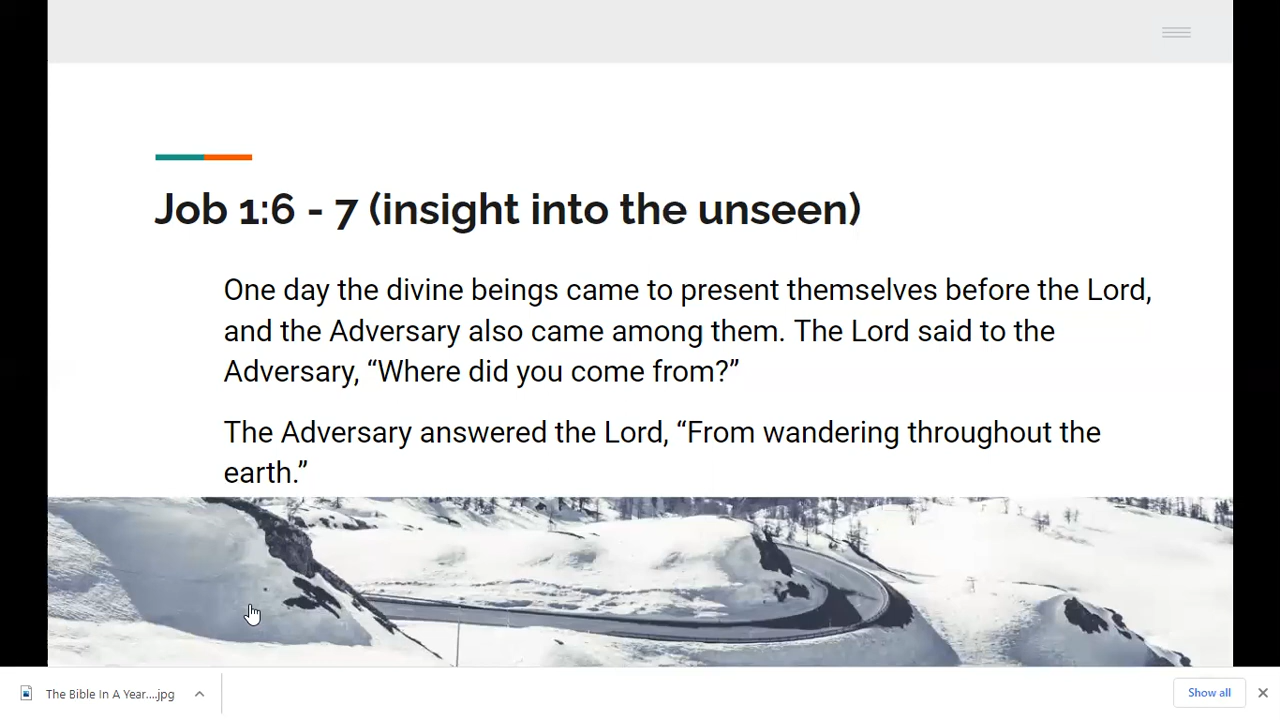 Job 1:6 - 7 (insight into the unseen)
One day the divine beings came to present themselves before the Lord,
and the Adversary also came among them. The Lord said to the
Adversary, “Where did you come from?”
The Adversary answered the Lord, “From wandering throughout the
earth.”
The Bible In A Year....jpg
Show all